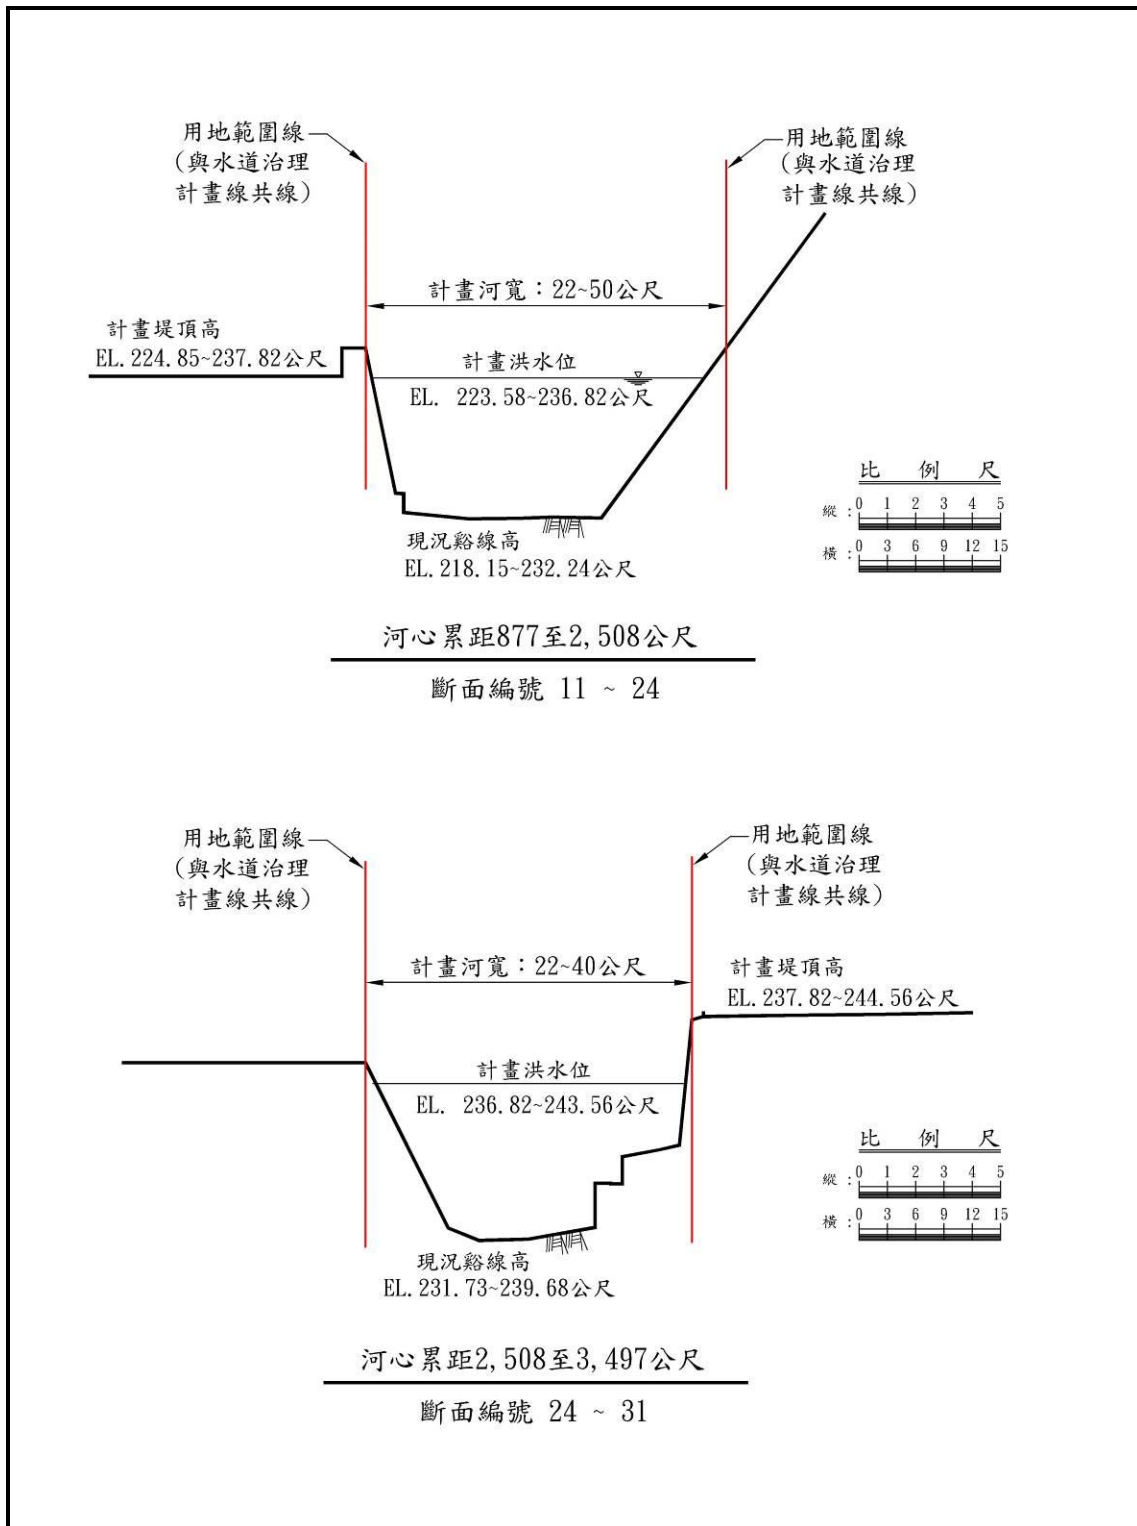 用地範圍線
(與水道治理
計畫線共線)
用地範圍線
(與水道治理
計畫線共線)
計畫河寬：22~50公尺
計畫堤頂高
EL.224.85~237.82公尺
計畫洪水位
EL. 223.58~236.82公尺
現況谿線高
EL.218.15~232.24公尺
比 例 尺
縱：0 1 2 3 4 5
橫：0 3 6 9 12 15
河心累距877至2,508公尺
斷面編號 11 ~ 24
用地範圍線
(與水道治理
計畫線共線)
用地範圍線
(與水道治理
計畫線共線)
計畫河寬：22~40公尺
計畫堤頂高
EL.237.82~244.56公尺
計畫洪水位
EL. 236.82~243.56公尺
現況谿線高
EL.231.73~239.68公尺
比 例 尺
縱：0 1 2 3 4 5
橫：0 3 6 9 12 15
河心累距2,508至3,497公尺
斷面編號 24 ~ 31